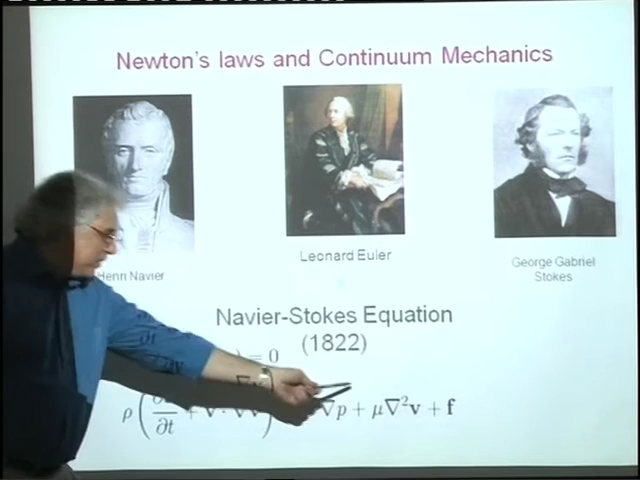 Newton's laws and Continuum Mechanics
Henri Navier
Leonard Euler
George Gabriel
Stokes
Navier-Stokes Equation
(1822)
) = 0
ρ ( ∂t + v · ∇v ) ∇p + μ∇²v + f